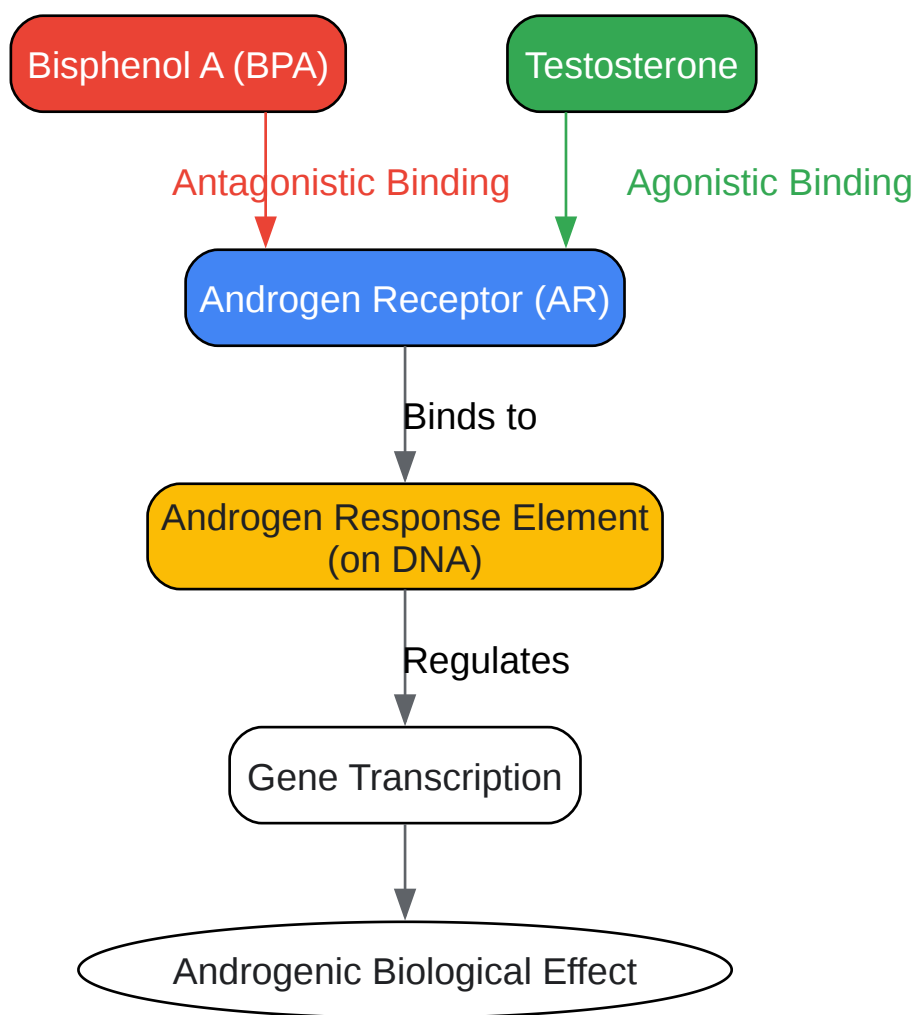 Bisphenol A (BPA)
Testosterone
Antagonistic Binding
Agonistic Binding
Androgen Receptor (AR)
Binds to
Androgen Response Element
(on DNA)
Regulates
Gene Transcription
Androgenic Biological Effect